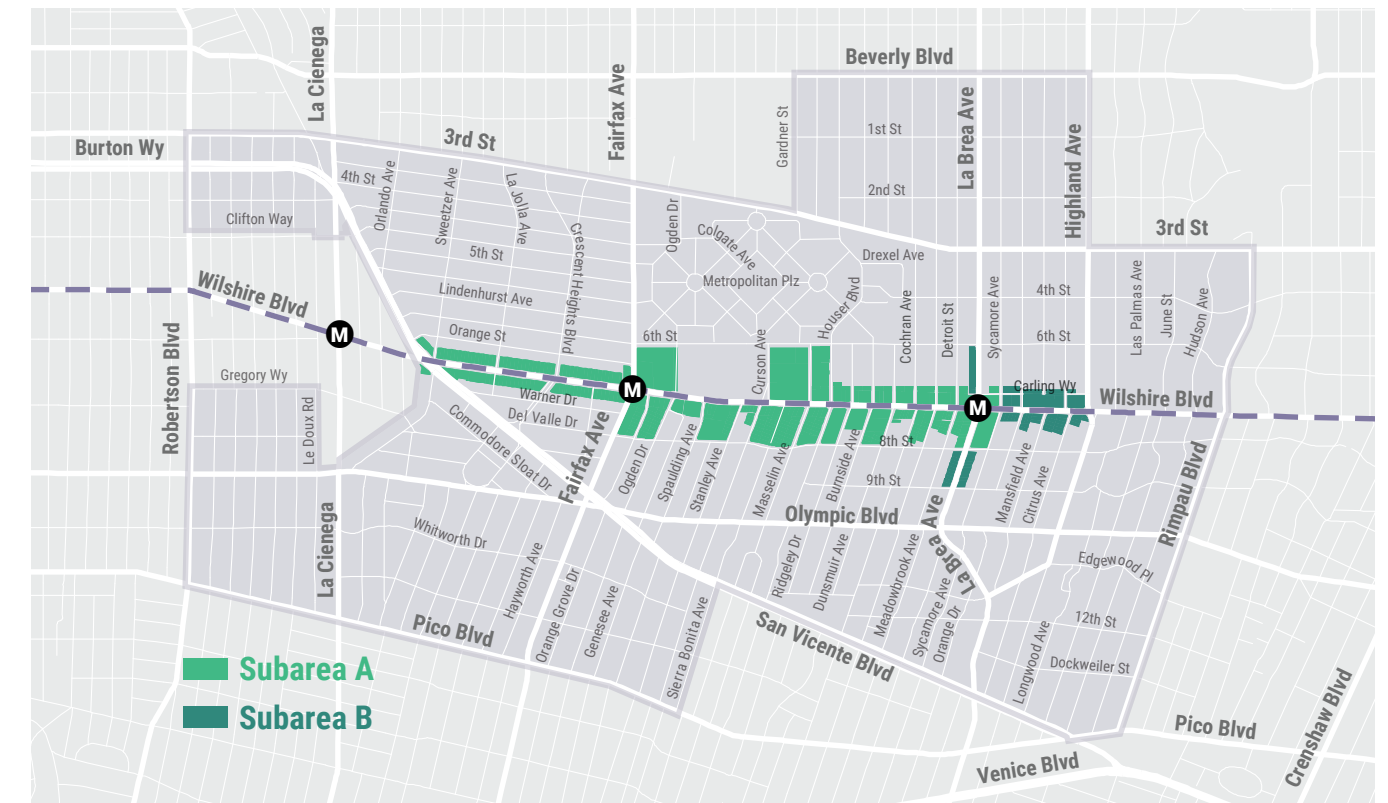 La Cienega
Fairfax Ave
Beverly Blvd
La Brea Ave
Highland Ave
Gardner St
1st St
2nd St
3rd St
Burton Wy
4th St
Orlando Ave
Sweetzer Ave
La Jolla Ave
Crescent Heights Blvd
Ogden Dr
Colgate Ave
Metropolitan Plz
Drexel Ave
3rd St
Clifton Way
5th St
Lindenhurst Ave
Orange St
6th St
Houser Blvd
Cochran Ave
Detroit St
Sycamore Ave
4th St
6th St
Las Palmas Ave
June St
Hudson Ave
Wilshire Blvd
M
M
M
Curson Ave
Carling Wy
Wilshire Blvd
Robertson Blvd
Gregory Wy
Le Doux Rd
Warner Dr
Del Valle Dr
Commodore Sloat Dr
Fairfax Ave
Ogden Dr
Spaulding Ave
Stanley Ave
Masselin Ave
Burnside Ave
8th St
9th St
Mansfield Ave
Citrus Ave
Rimpau Blvd
Olympic Blvd
La Brea Ave
La Cienega
Whitworth Dr
Hayworth Ave
Orange Grove Dr
Genesee Ave
Sierra Bonita Ave
Ridgeley Dr
Dunsmuir Ave
Meadowbrook Ave
Sycamore Ave
Orange Dr
Edgewood Pl
12th St
Longwood Ave
Dockweiler St
Pico Blvd
San Vicente Blvd
Pico Blvd
Venice Blvd
Crenshaw Blvd
Subarea A
Subarea B